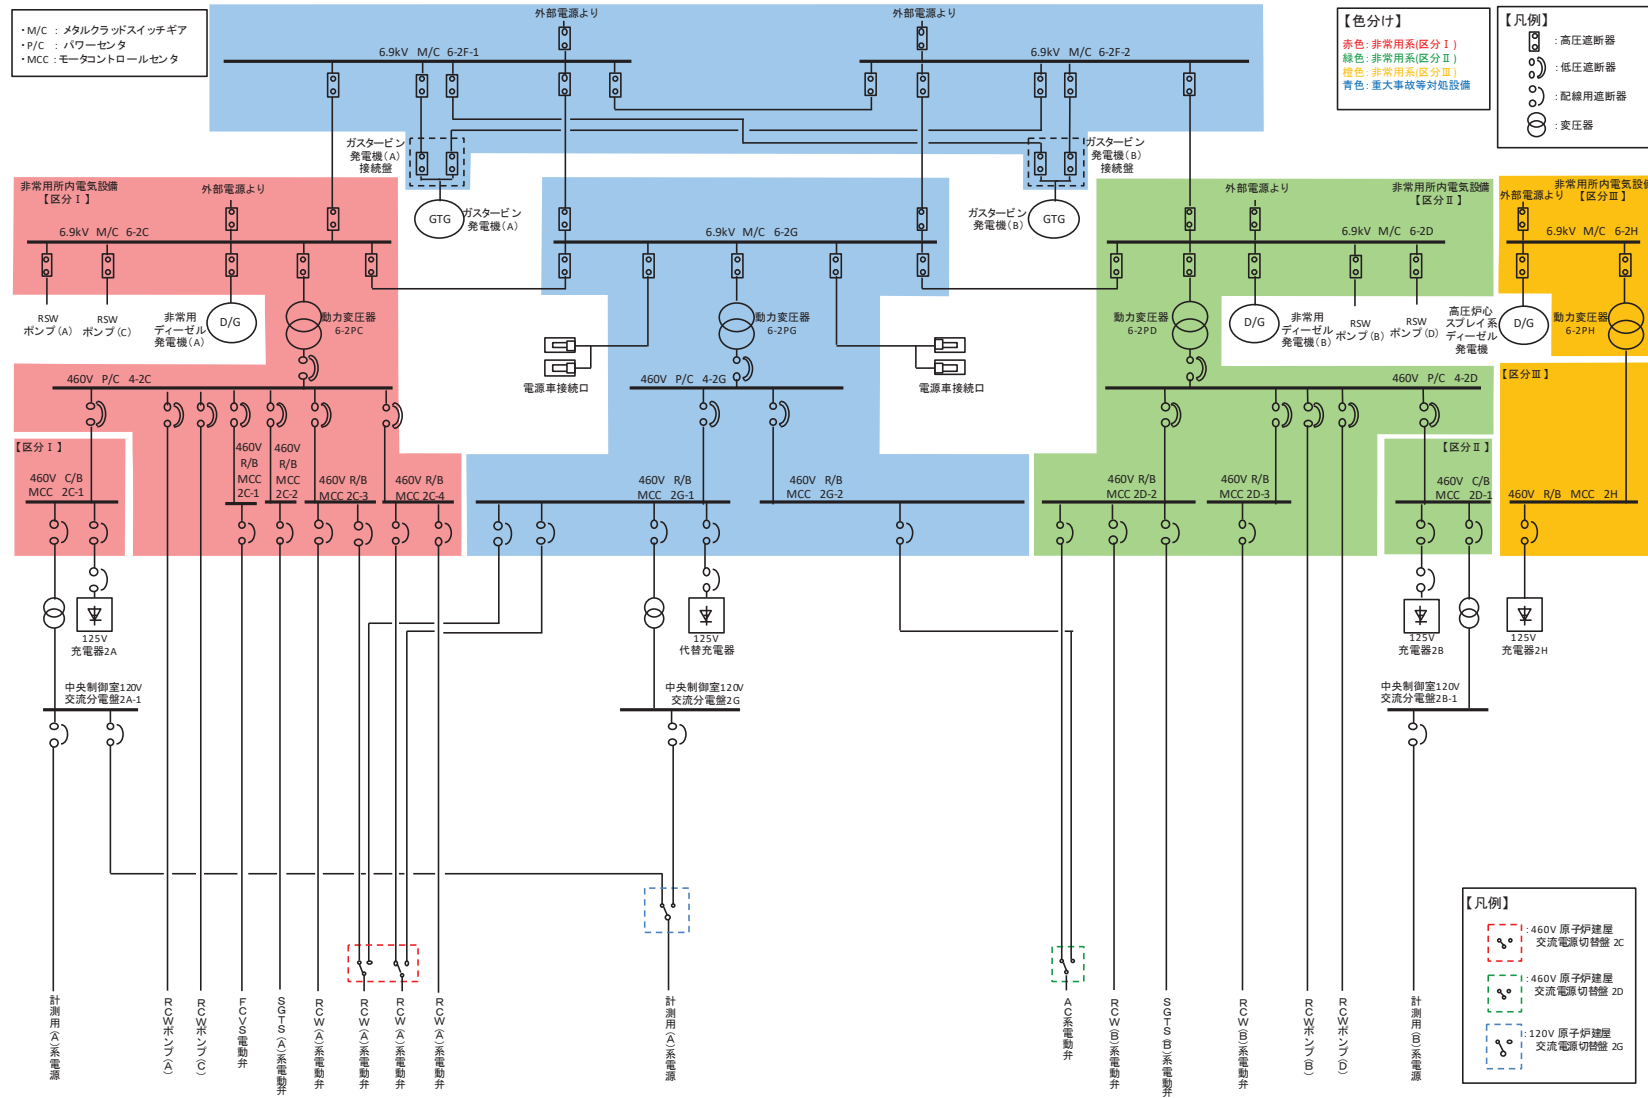 ・M/C ：メタルクラッドスイッチギア
・P/C ：パワーセンタ
・MCC：モータコントロールセンタ
外部電源より
外部電源より
【色分け】
赤色：非常用系(区分Ⅰ)
緑色：非常用系(区分Ⅱ)
橙色：非常用系(区分Ⅲ)
青色：重大事故等対処設備
【凡例】
：高圧遮断器
：低圧遮断器
：配線用遮断器
：変圧器
6.9kV M/C 6-2F-1
6.9kV M/C 6-2F-2
ガスタービン
発電機(A)
接続盤
ガスタービン
発電機(B)
接続盤
非常用所内電気設備
【区分Ⅰ】
外部電源より
GTG
ガスタービン
発電機(A)
ガスタービン
発電機(B)
GTG
外部電源より
非常用所内電気設備
【区分Ⅱ】
非常用所内電気設備
【区分Ⅲ】
外部電源より
6.9kV M/C 6-2C
6.9kV M/C 6-2G
6.9kV M/C 6-2D
6.9kV M/C 6-2H
RSW
ポンプ(A)
RSW
ポンプ(C)
非常用
ディーゼル
発電機(A)
D/G
動力変圧器
6-2PC
動力変圧器
6-2PG
動力変圧器
6-2PD
D/G
非常用
ディーゼル
発電機(B)
RSW
ポンプ(B)
RSW
ポンプ(D)
高圧炉心
スプレイ系
ディーゼル
発電機
D/G
動力変圧器
6-2PH
電源車接続口
電源車接続口
460V P/C 4-2C
460V P/C 4-2G
460V P/C 4-2D
【区分Ⅲ】
【区分Ⅰ】
【区分Ⅱ】
460V C/B
MCC 2C-1
460V
R/B
MCC
2C-1
460V
R/B
MCC
2C-2
460V R/B
MCC 2C-3
460V R/B
MCC 2C-4
460V R/B
MCC 2G-1
460V R/B
MCC 2G-2
460V R/B
MCC 2D-2
460V R/B
MCC 2D-3
460V C/B
MCC 2D-1
460V R/B MCC 2H
125V
充電器2A
125V
代替充電器
125V
充電器2B
125V
充電器2H
中央制御室120V
交流分電盤2A-1
中央制御室120V
交流分電盤2G
中央制御室120V
交流分電盤2B-1
計測用(A)系電源
RCWポンプ(A)
RCWポンプ(C)
FCVS電動弁
SGTS(A)系電動弁
RCW(A)系電動弁
RCW(A)系電動弁
RCW(A)系電動弁
RCW(A)系電動弁
計測用(A)系電源
AC系電動弁
RCW(B)系電動弁
SGTS(B)系電動弁
RCW(B)系電動弁
RCWポンプ(B)
RCWポンプ(D)
計測用(B)系電源
【凡例】
：460V 原子炉建屋
交流電源切替盤 2C
：460V 原子炉建屋
交流電源切替盤 2D
：120V 原子炉建屋
交流電源切替盤 2G